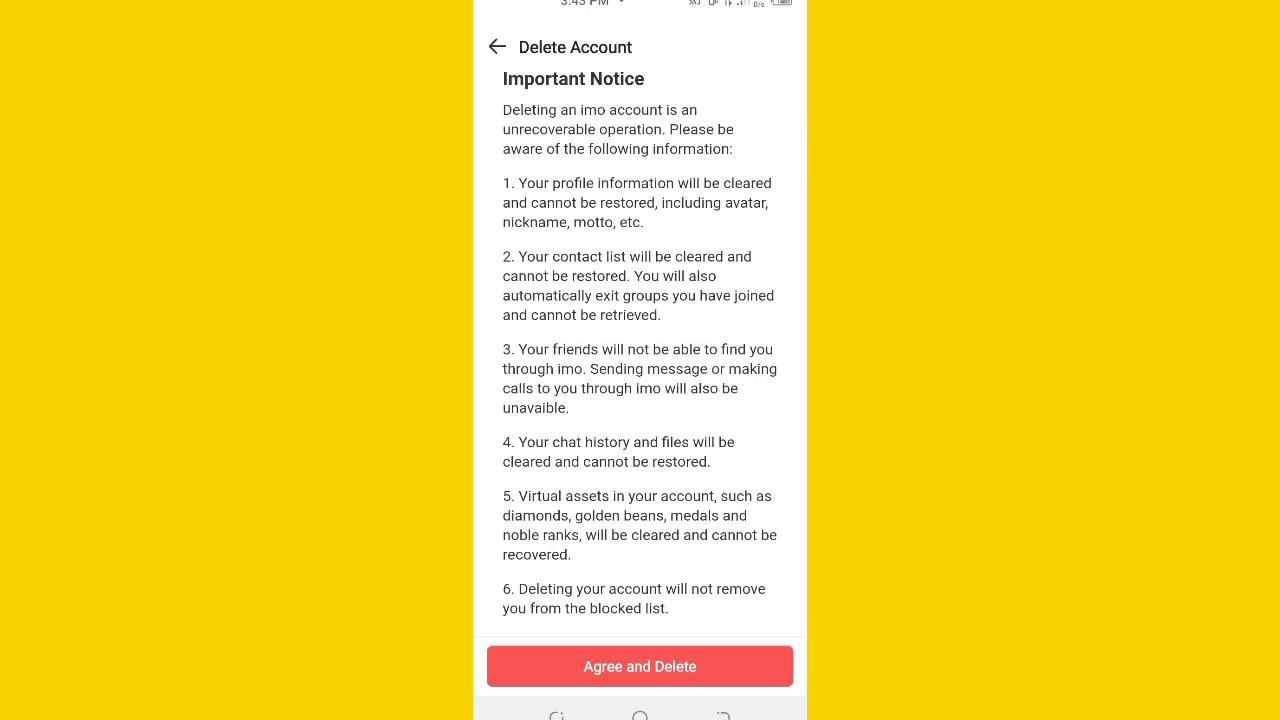 3:43 PM
B/s
Delete Account
Important Notice
Deleting an imo account is an
unrecoverable operation. Please be
aware of the following information:
1. Your profile information will be cleared
and cannot be restored, including avatar,
nickname, motto, etc.
2. Your contact list will be cleared and
cannot be restored. You will also
automatically exit groups you have joined
and cannot be retrieved.
3. Your friends will not be able to find you
through imo. Sending message or making
calls to you through imo will also be
unavaible.
4. Your chat history and files will be
cleared and cannot be restored.
5. Virtual assets in your account, such as
diamonds, golden beans, medals and
noble ranks, will be cleared and cannot be
recovered.
6. Deleting your account will not remove
you from the blocked list.
Agree and Delete